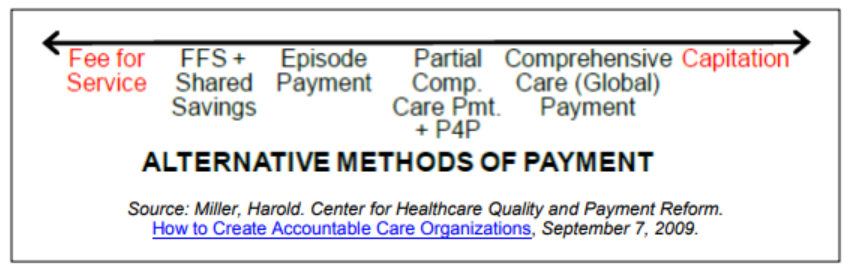 Fee for Service
FFS + Shared Savings
Episode Payment
Partial Comp. Care Pmt. + P4P
Comprehensive Care (Global) Payment
Capitation
ALTERNATIVE METHODS OF PAYMENT
Source: Miller, Harold. Center for Healthcare Quality and Payment Reform.
How to Create Accountable Care Organizations, September 7, 2009.